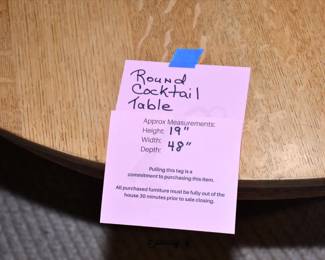 Round
Cocktail
Table
Approx Measurements:
Height: 19"
Width:
Depth: 48"
Pulling this tag is a
commitment to purchasing this item.
All purchased furniture must be fully out of the
house 30 minutes prior to sale closing.